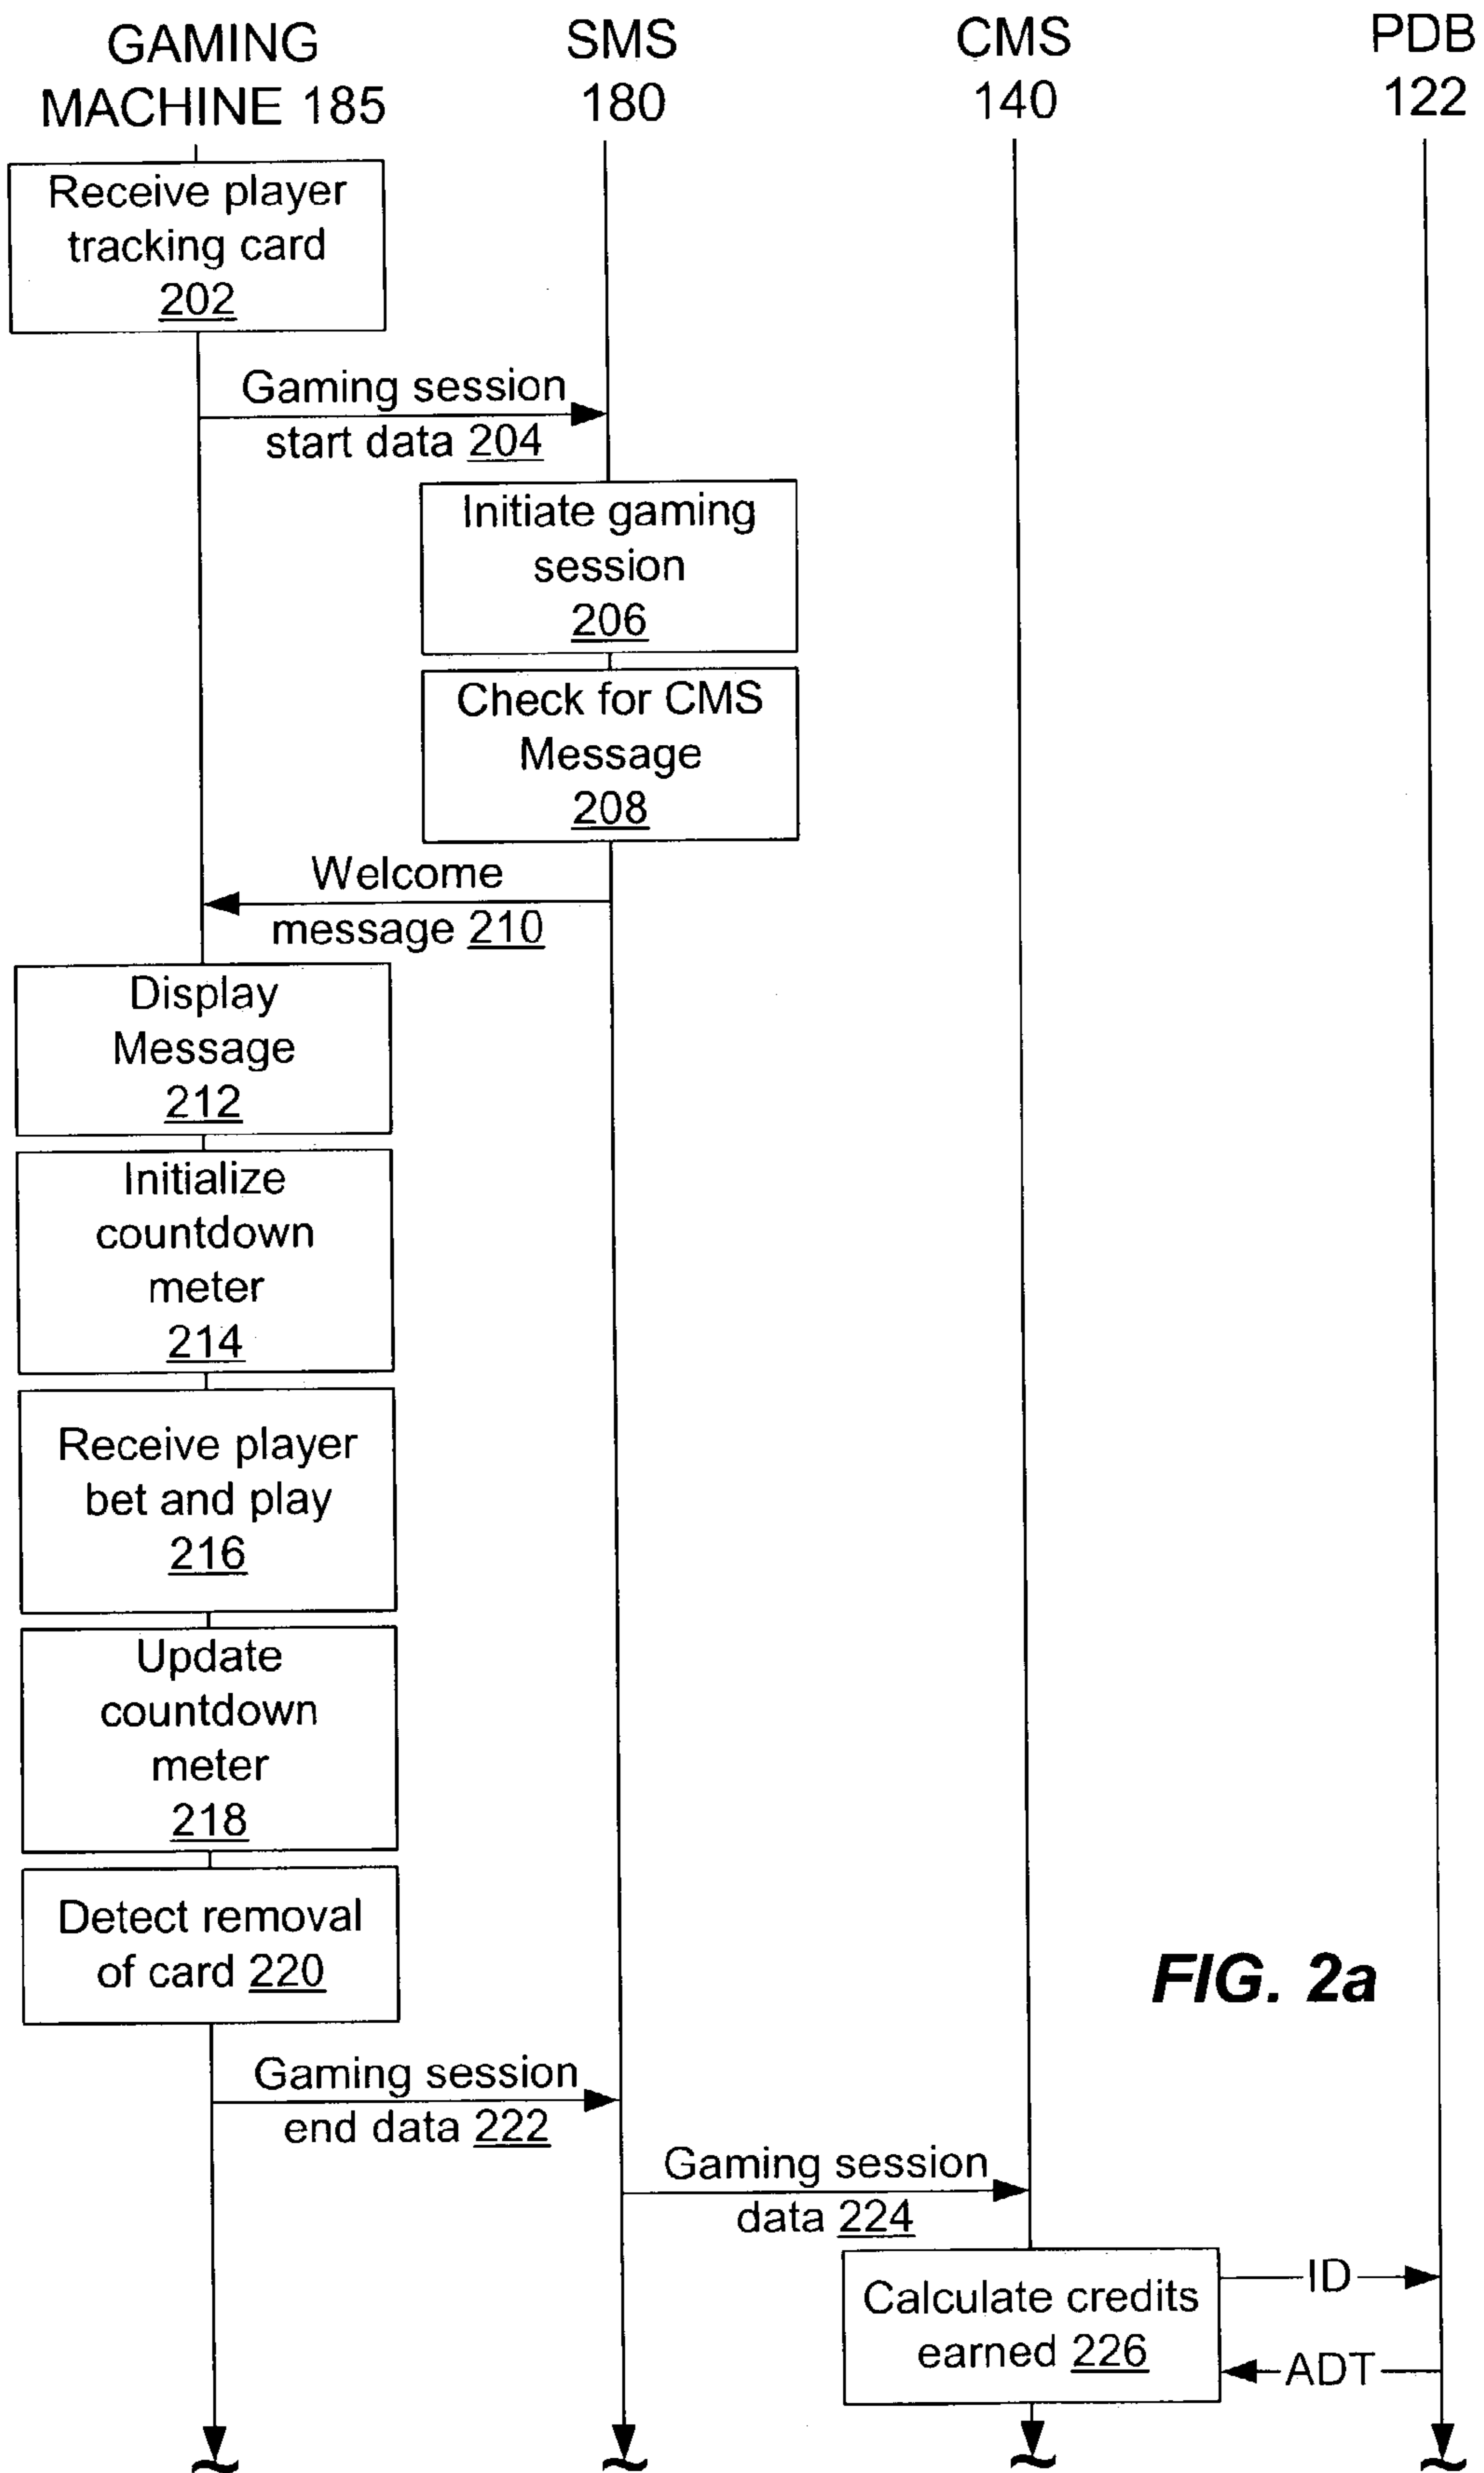 GAMING
MACHINE 185
SMS
180
CMS
140
PDB
122
Receive player
tracking card
202
Gaming session
start data 204
Initiate gaming
session
206
Check for CMS
Message
208
Welcome
message 210
Display
Message
212
Initialize
countdown
meter
214
Receive player
bet and play
216
Update
countdown
meter
218
Detect removal
of card 220
FIG. 2a
Gaming session
end data 222
Gaming session
data 224
Calculate credits
earned 226
ID
ADT